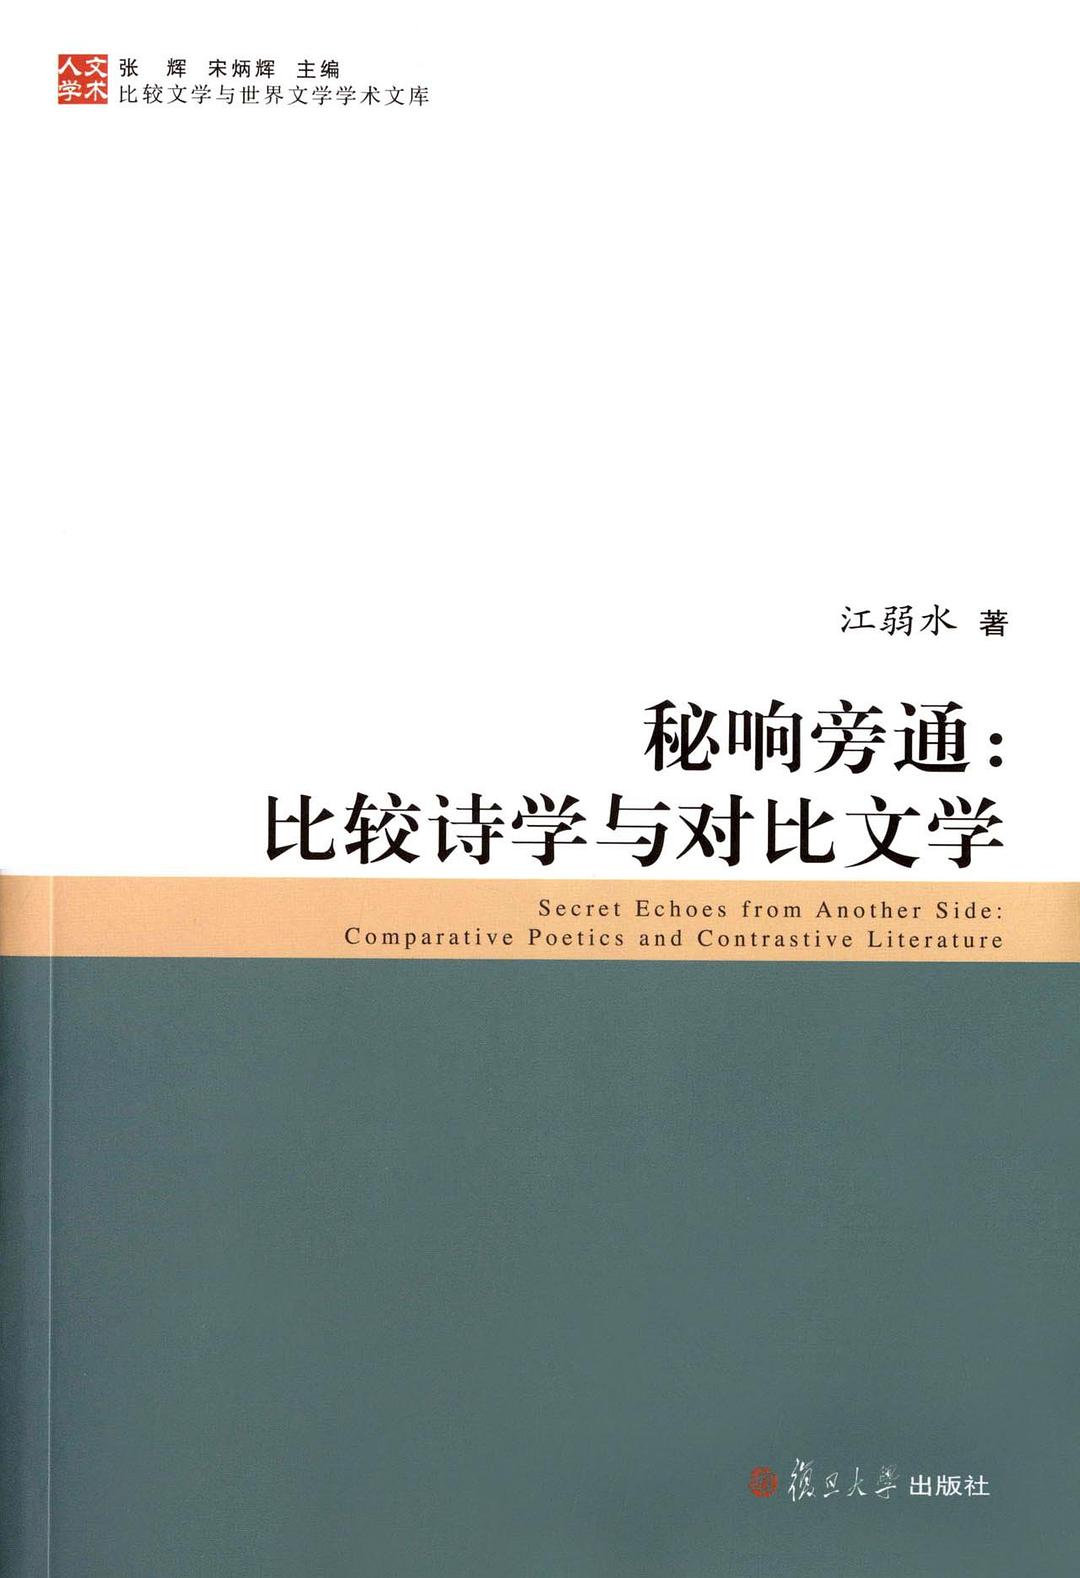 人文
学术
张 辉 宋炳辉 主编
比较文学与世界文学学术文库
江弱水 著
秘响旁通：
比较诗学与对比文学
Secret Echoes from Another Side:
Comparative Poetics and Contrastive Literature
復旦大學出版社